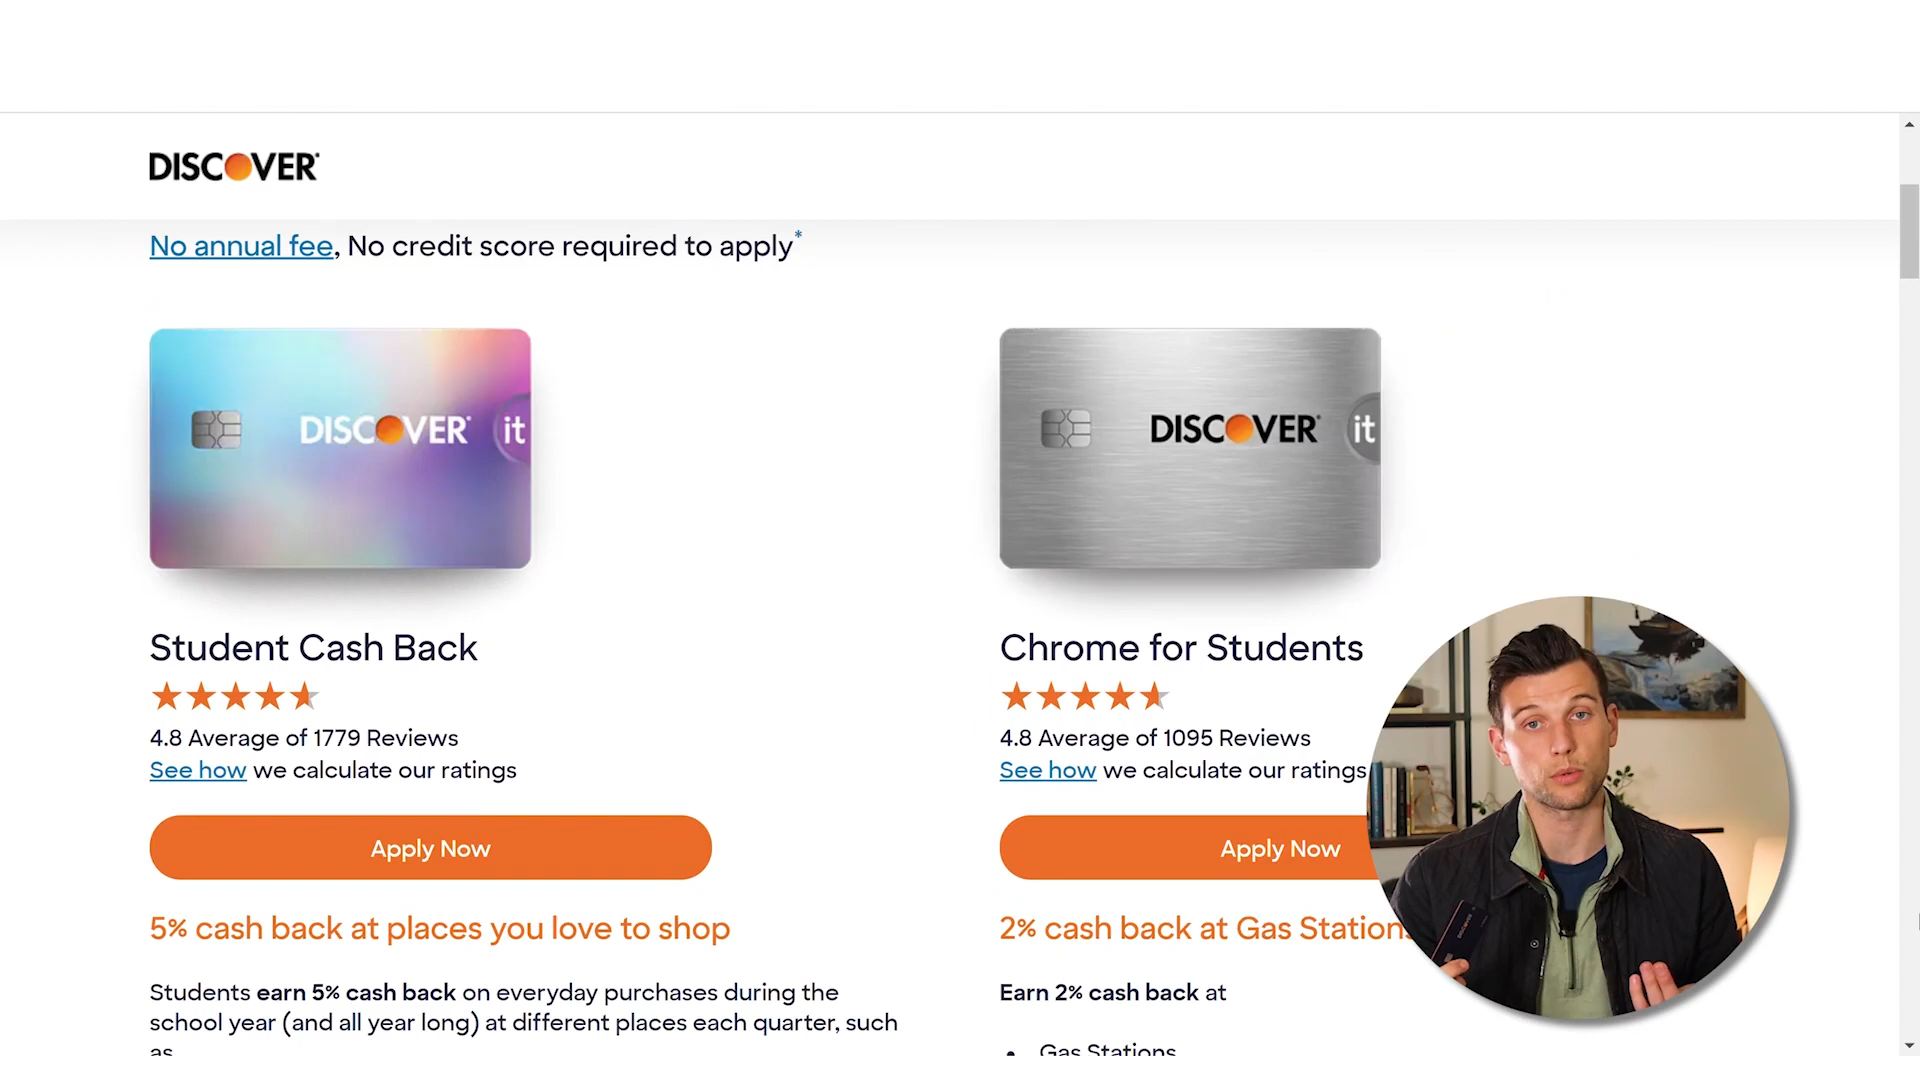 DISCOVER
No annual fee, No credit score required to apply*
DISCOVER it
DISCOVER it
Student Cash Back
4.8 Average of 1779 Reviews
See how we calculate our ratings
Apply Now
5% cash back at places you love to shop
Students earn 5% cash back on everyday purchases during the
school year (and all year long) at different places each quarter, such
as
Chrome for Students
4.8 Average of 1095 Reviews
See how we calculate our ratings
Apply Now
2% cash back at Gas Stations
Earn 2% cash back at
• Gas Stations
DISCOVER